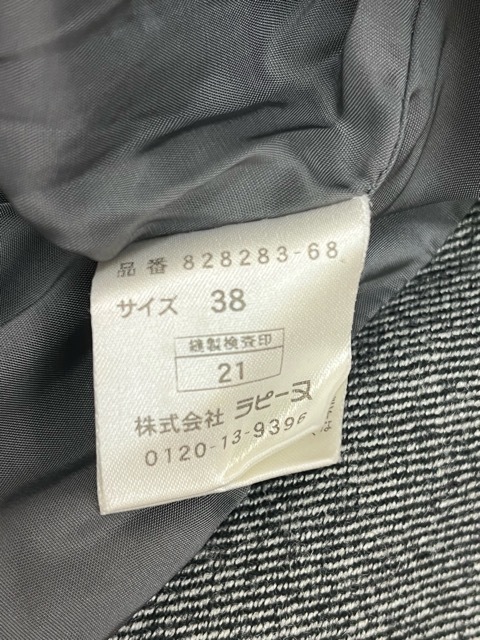 品番 828283-68
サイズ 38
縫製検査印
21
株式会社 ラピーヌ
0120-13-9396